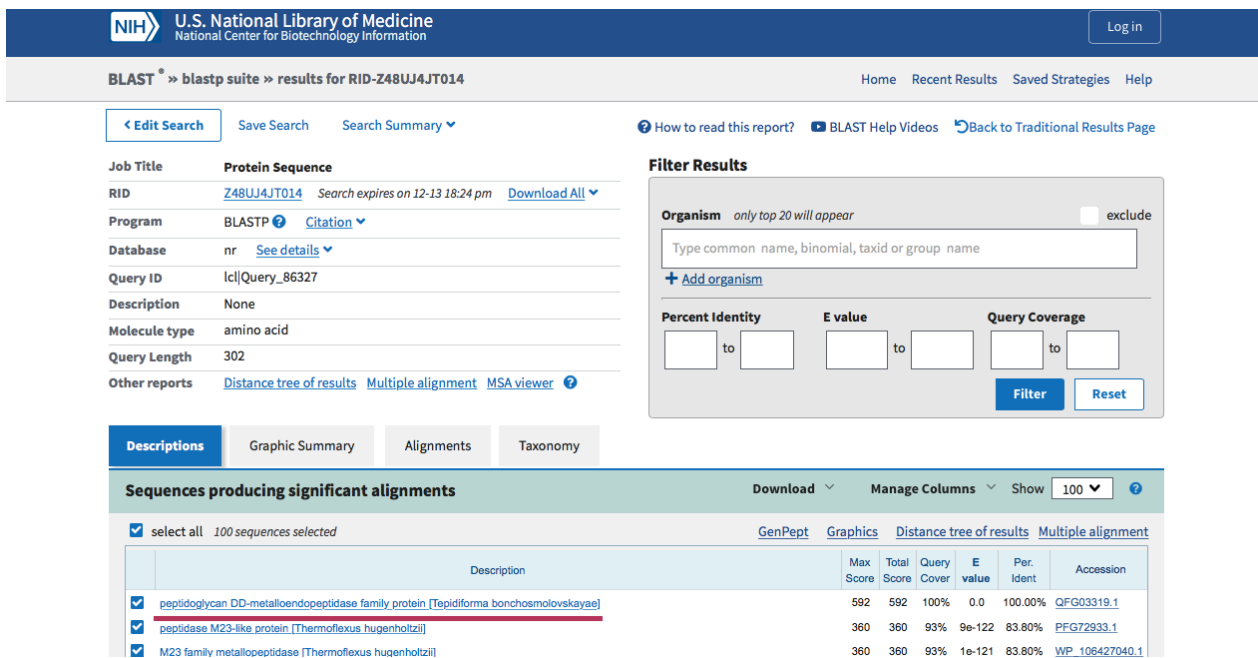 NIH U.S. National Library of Medicine
National Center for Biotechnology Information
Log in
BLAST ® » blastp suite » results for RID-Z48UJ4JT014
Home Recent Results Saved Strategies Help
< Edit Search Save Search Search Summary
How to read this report? BLAST Help Videos Back to Traditional Results Page
Job Title Protein Sequence
RID Z48UJ4JT014 Search expires on 12-13 18:24 pm Download All
Program BLASTP ? Citation
Database nr See details
Query ID lcl|Query_86327
Description None
Molecule type amino acid
Query Length 302
Other reports Distance tree of results Multiple alignment MSA viewer ?
Filter Results
Organism only top 20 will appear exclude
Type common name, binomial, taxid or group name
+ Add organism
Percent Identity E value Query Coverage
to to to
Filter Reset
Descriptions Graphic Summary Alignments Taxonomy
Sequences producing significant alignments Download Manage Columns Show 100 ?
select all 100 sequences selected GenPept Graphics Distance tree of results Multiple alignment
Description Max Score Total Score Query Cover E value Per. Ident Accession
peptidoglycan DD-metalloendopeptidase family protein [Tepidiforma bonchosmolovskayae] 592 592 100% 0.0 100.00% QFG03319.1
peptidase M23-like protein [Thermoflexus hugenholtzii] 360 360 93% 9e-122 83.80% PFG72933.1
M23 family metallopeptidase [Thermoflexus hugenholtzii] 360 360 93% 1e-121 83.80% WP_106427040.1